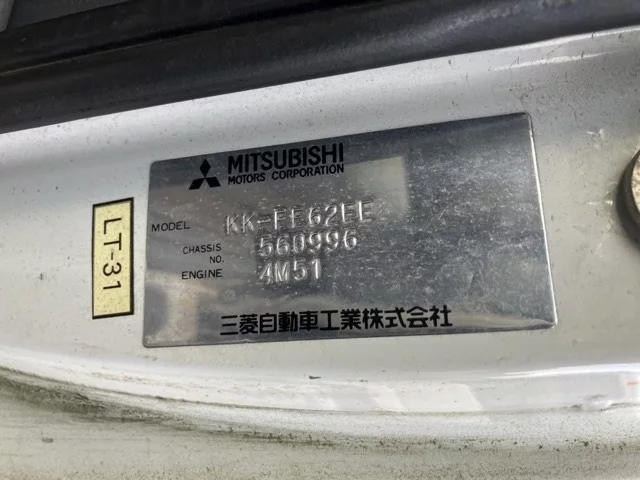 MITSUBISHI
MOTORS CORPORATION
MODEL KK-FE62EE
CHASSIS NO. 560996
ENGINE 4M51
三菱自動車工業株式会社
LT-31